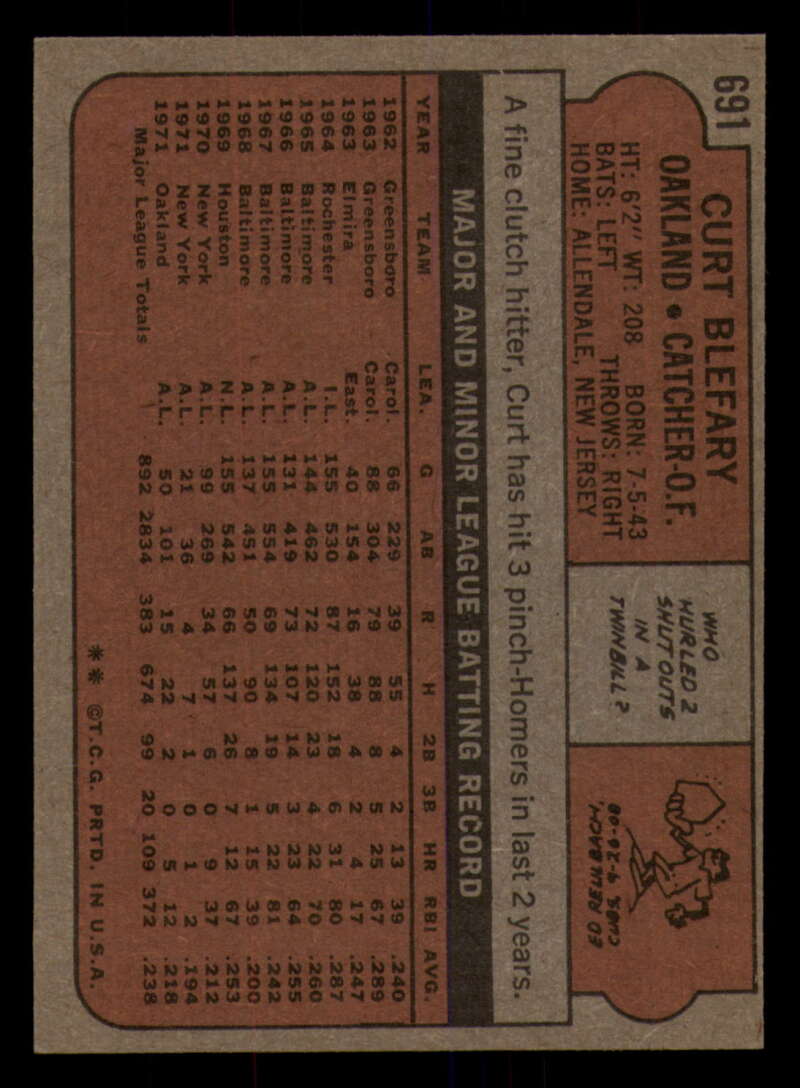 691
CURT BLEFARY
OAKLAND • CATCHER-O.F.
HT: 6'2" WT: 208 BORN: 7-5-43
BATS: LEFT THROWS: RIGHT
HOME: ALLENDALE, NEW JERSEY
WHO
HURLED 2
SHUTOUTS
IN A
TWINBILL?
ED REULBACH,
CUBS, 9-26-08
A fine clutch hitter, Curt has hit 3 pinch-Homers in last 2 years.
MAJOR AND MINOR LEAGUE BATTING RECORD
YEAR TEAM LEA. G AB R H 2B 3B HR RBI AVG.
1962 Greensboro Carol. 66 229 39 55 4 2 13 39 .240
1963 Greensboro Carol. 88 304 79 88 8 5 25 67 .289
1963 Elmira East. 40 154 16 38 4 2 4 17 .247
1964 Rochester I.L. 155 530 87 152 18 6 31 80 .287
1965 Baltimore A.L. 144 462 72 120 23 4 22 70 .260
1966 Baltimore A.L. 131 419 73 107 14 3 23 64 .255
1967 Baltimore A.L. 155 554 69 134 19 5 22 81 .242
1968 Baltimore A.L. 137 451 50 90 8 1 15 39 .200
1969 Houston N.L. 155 542 66 137 26 7 12 67 .253
1970 New York A.L. 99 269 34 57 6 0 9 37 .212
1971 New York A.L. 21 36 4 7 1 0 1 2 .194
1971 Oakland A.L. 50 101 15 22 2 0 5 12 .218
Major League Totals 892 2834 383 674 99 20 109 372 .238
** ©T.C.G. PRTD. IN U.S.A.